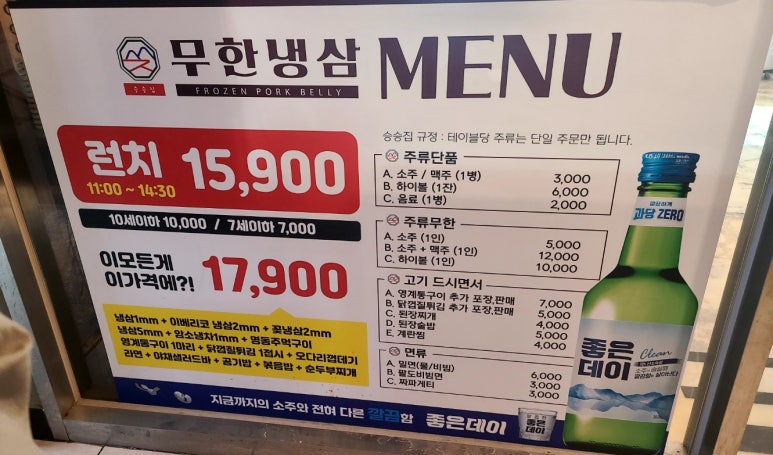 무한냉삼 MENU
승승집
FROZEN PORK BELLY
런치 15,900
11:00 ~ 14:30
10세이하 10,000 / 7세이하 7,000
이모든게
이가격에?! 17,900
냉삼1mm + 이베리코 냉삼2mm + 꽃냉삼2mm
냉삼5mm + 암소냉차1mm + 명동주먹구이
영계통구이 1마리 + 닭껍질튀김 1접시 + 오다리껍데기
라면 + 야채샐러드바 + 공기밥 + 볶음밥 + 순두부찌개
승승집 규정 : 테이블당 주류는 단일 주문만 됩니다.
주류단품
A. 소주 / 맥주 (1병) 3,000
B. 하이볼 (1잔) 6,000
C. 음료 (1병) 2,000
주류무한
A. 소주 (1인) 5,000
B. 소주 + 맥주 (1인) 12,000
C. 하이볼 (1인) 10,000
고기 드시면서
A. 영계통구이 추가 포장,판매 7,000
B. 닭껍질튀김 추가 포장,판매 5,000
C. 된장찌개 4,000
D. 된장술밥 5,000
E. 계란찜 4,000
면류
A. 밀면(물/비빔) 6,000
B. 팔도비빔면 3,000
C. 짜파게티 3,000
과당 ZERO
좋은
데이
Clean
지금까지의 소주와 전혀 다른 깔끔함 좋은데이
좋은
데이